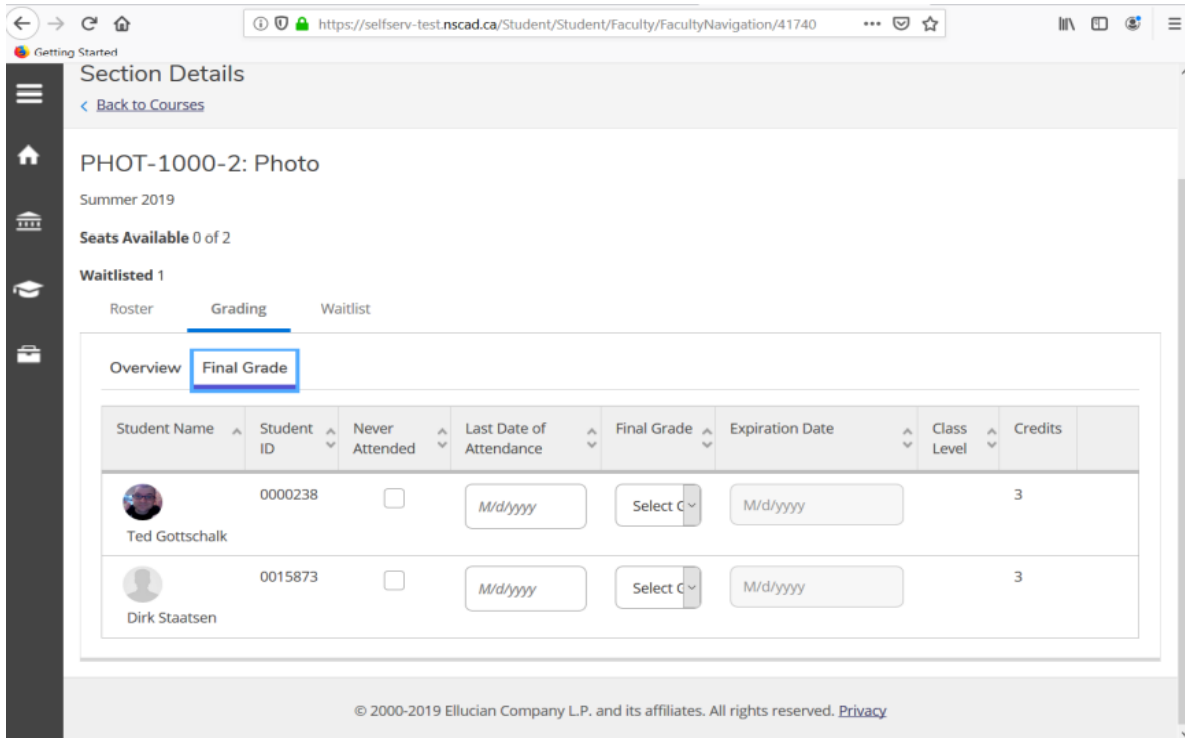 https://selfserv-test.nscad.ca/Student/Student/Faculty/FacultyNavigation/41740
Getting Started
Section Details
Back to Courses
PHOT-1000-2: Photo
Summer 2019
Seats Available 0 of 2
Waitlisted 1
Roster Grading Waitlist
Overview Final Grade
Student Name Student ID Never Attended Last Date of Attendance Final Grade Expiration Date Class Level Credits
0000238 M/d/yyyy Select M/d/yyyy 3
Ted Gottschalk
0015873 M/d/yyyy Select M/d/yyyy 3
Dirk Staatsen
© 2000-2019 Ellucian Company L.P. and its affiliates. All rights reserved. Privacy